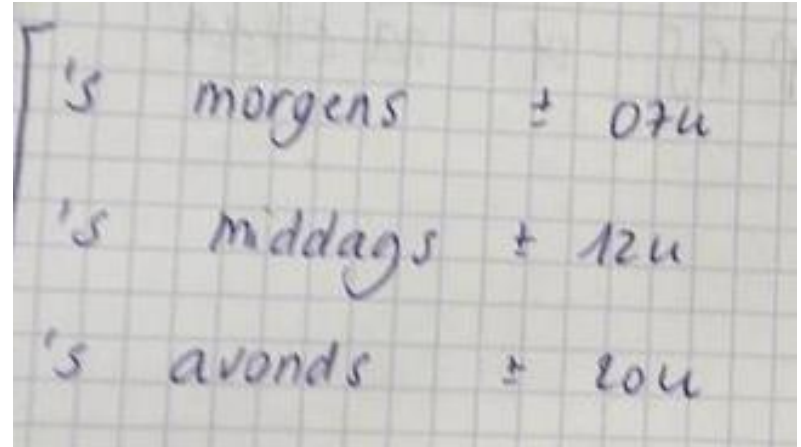 's morgens ± 07u
's middags ± 12u
's avonds ± 20u